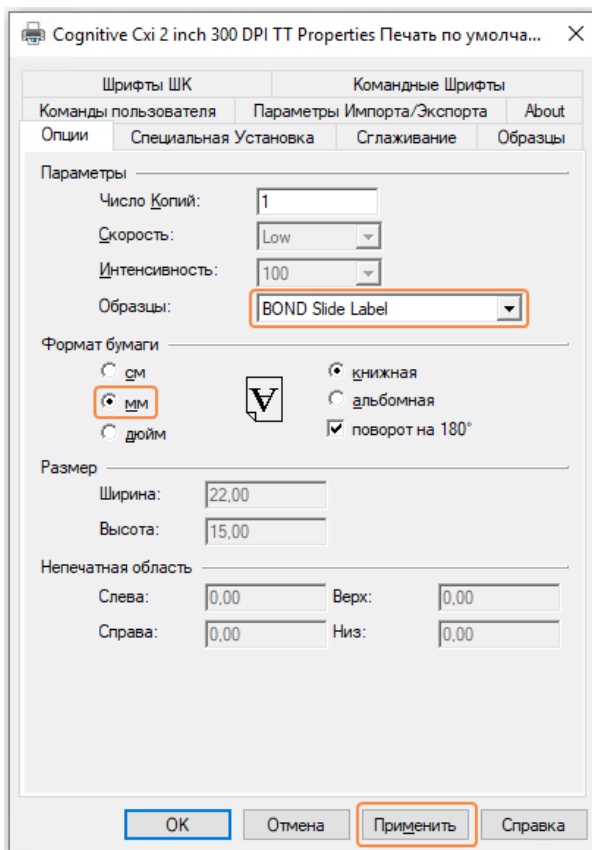 Cognitive Cxi 2 inch 300 DPI TT Properties Печать по умолча...
Шрифты ШК Командные Шрифты
Команды пользователя Параметры Импорта/Экспорта About
Опции Специальная Установка Сглаживание Образцы
Параметры
Число Копий: 1
Скорость: Low
Интенсивность: 100
Образцы: BOND Slide Label
Формат бумаги
см книжная
мм альбомная
дюйм поворот на 180°
A
Размер
Ширина: 22,00
Высота: 15,00
Непечатная область
Слева: 0,00 Верх: 0,00
Справа: 0,00 Низ: 0,00
OK Отмена Применить Справка